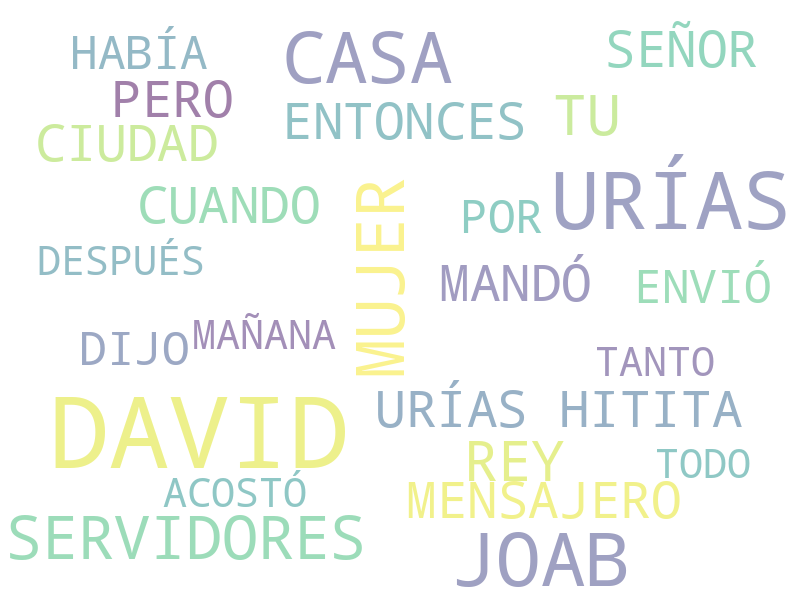 HABÍA
CASA
SEÑOR
PERO
ENTONCES
TU
CIUDAD
CUANDO
MUJER
POR
URÍAS
DESPUÉS
MANDÓ
ENVIÓ
DIJO
MAÑANA
TANTO
DAVID
URÍAS HITITA
REY
TODO
ACOSTÓ
MENSAJERO
SERVIDORES
JOAB